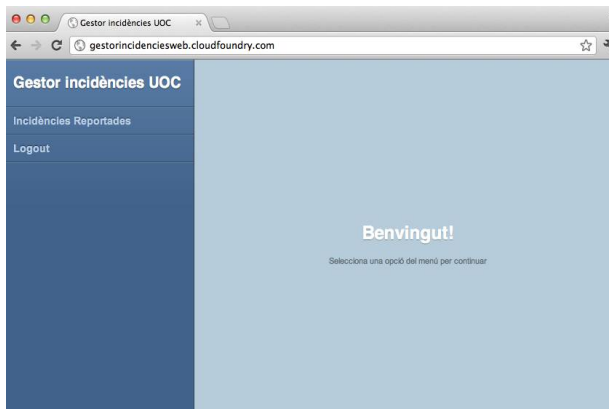 Gestor incidències UOC
gestorincidenciesweb.cloudfoundry.com
Gestor incidències UOC
Incidències Reportades
Logout
Benvingut!
Selecciona una opció del menú per continuar